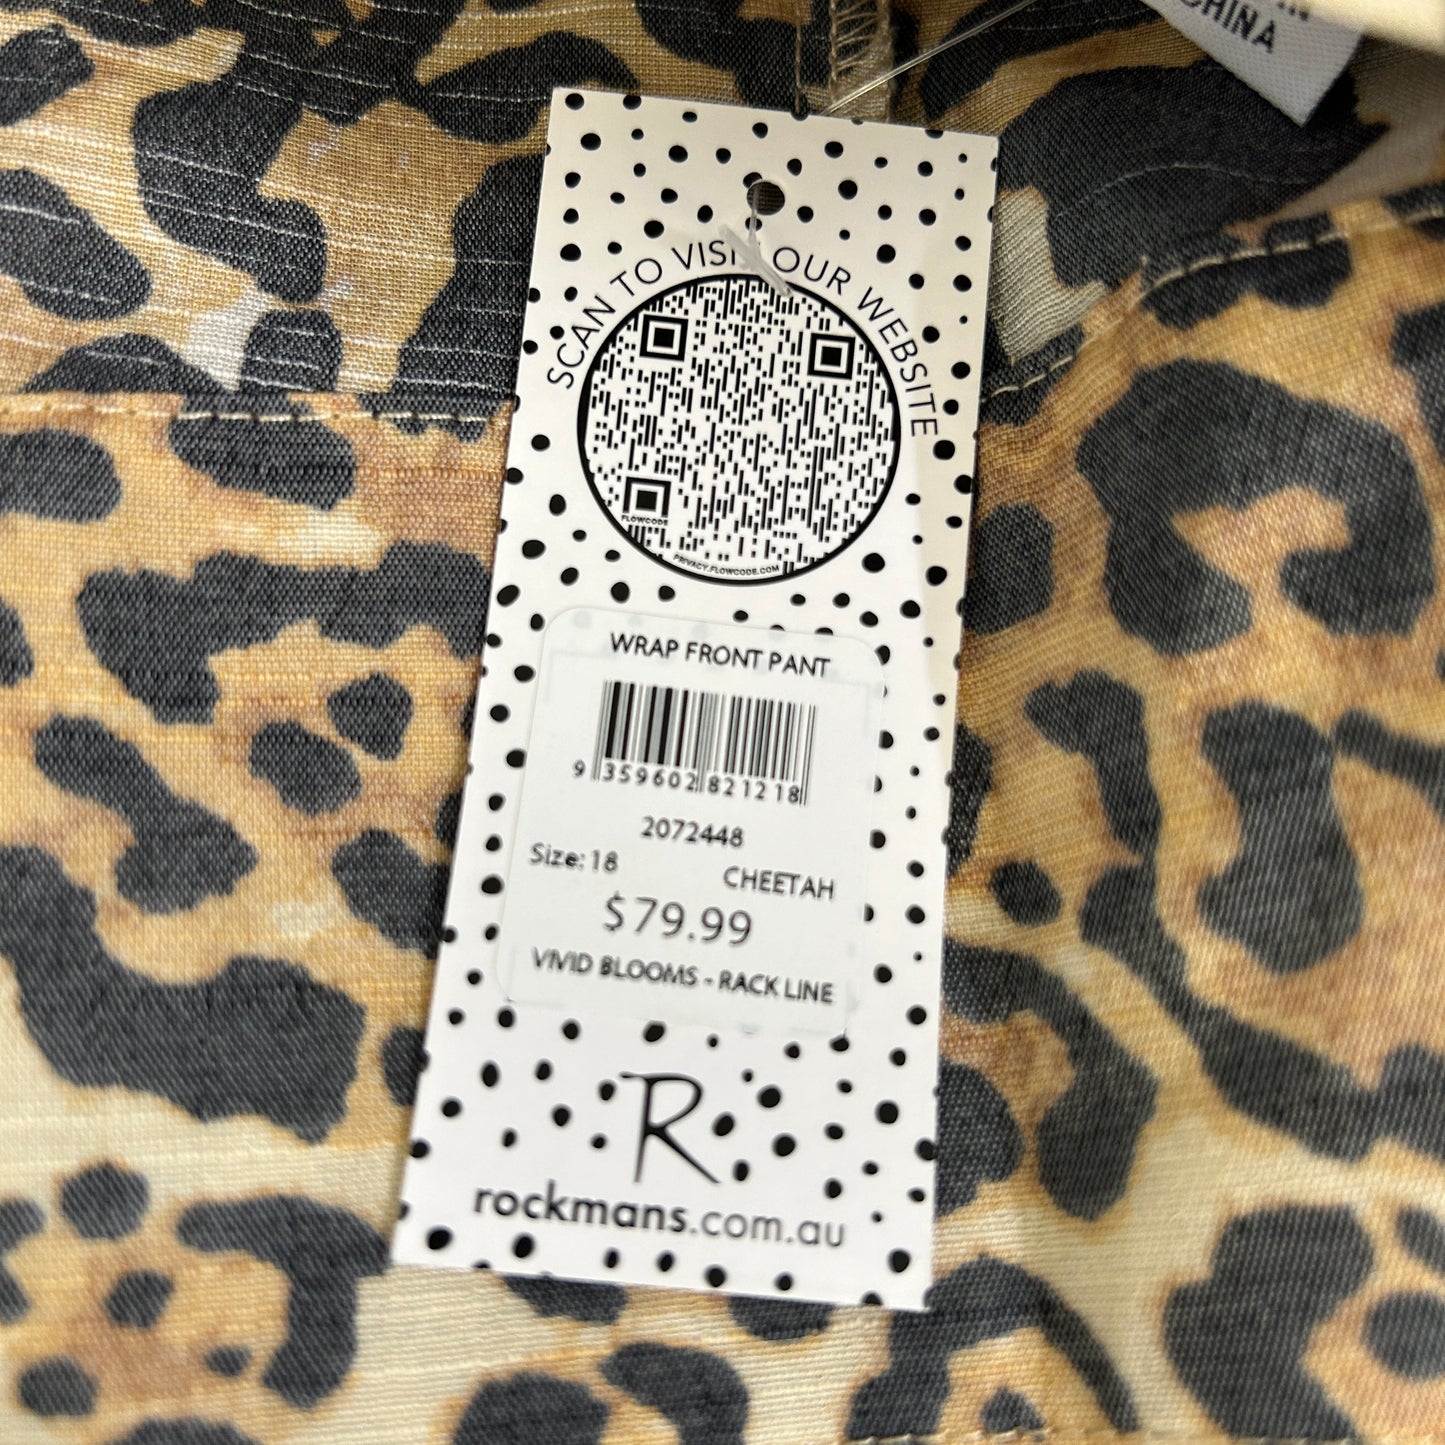 IN
CHINA
SCAN TO VISIT OUR WEBSITE
FLOWCODE
PRIVACY.FLOWCODE.COM
WRAP FRONT PANT
9 359602 821218
2072448
Size: 18
CHEETAH
$79.99
VIVID BLOOMS - RACK LINE
R
rockmans.com.au